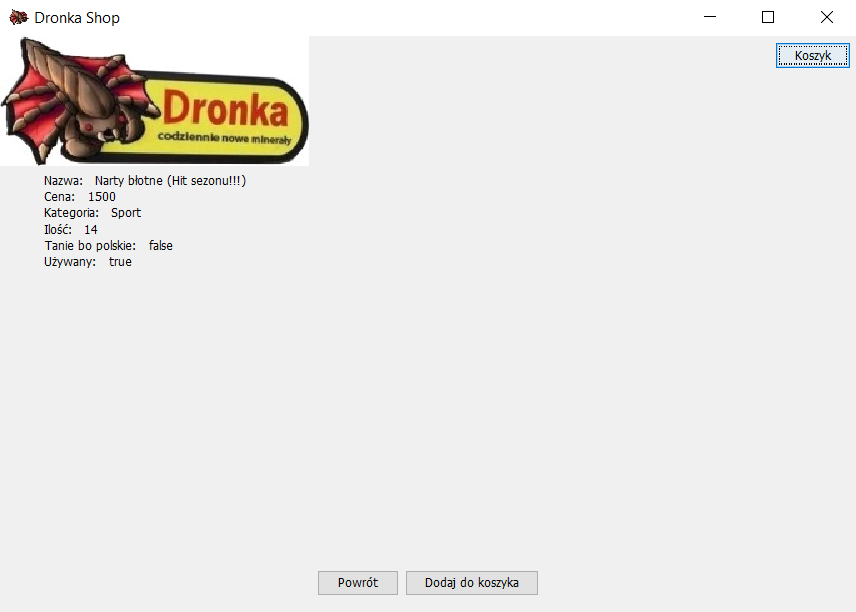 Dronka Shop
Koszyk
Dronka
codziennie nowe minerały
Nazwa: Narty błotne (Hit sezonu!!!)
Cena: 1500
Kategoria: Sport
Ilość: 14
Tanie bo polskie: false
Używany: true
Powrót Dodaj do koszyka